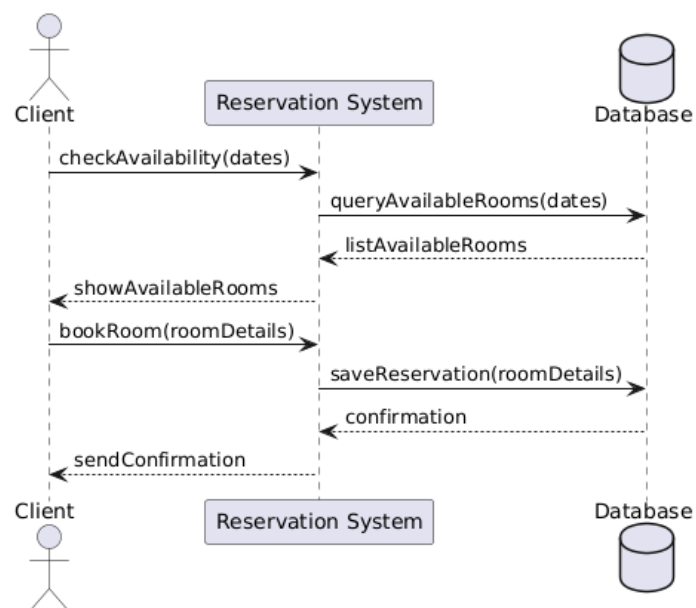 Client
Reservation System
Database
checkAvailability(dates)
queryAvailableRooms(dates)
listAvailableRooms
showAvailableRooms
bookRoom(roomDetails)
saveReservation(roomDetails)
confirmation
sendConfirmation
Client
Reservation System
Database